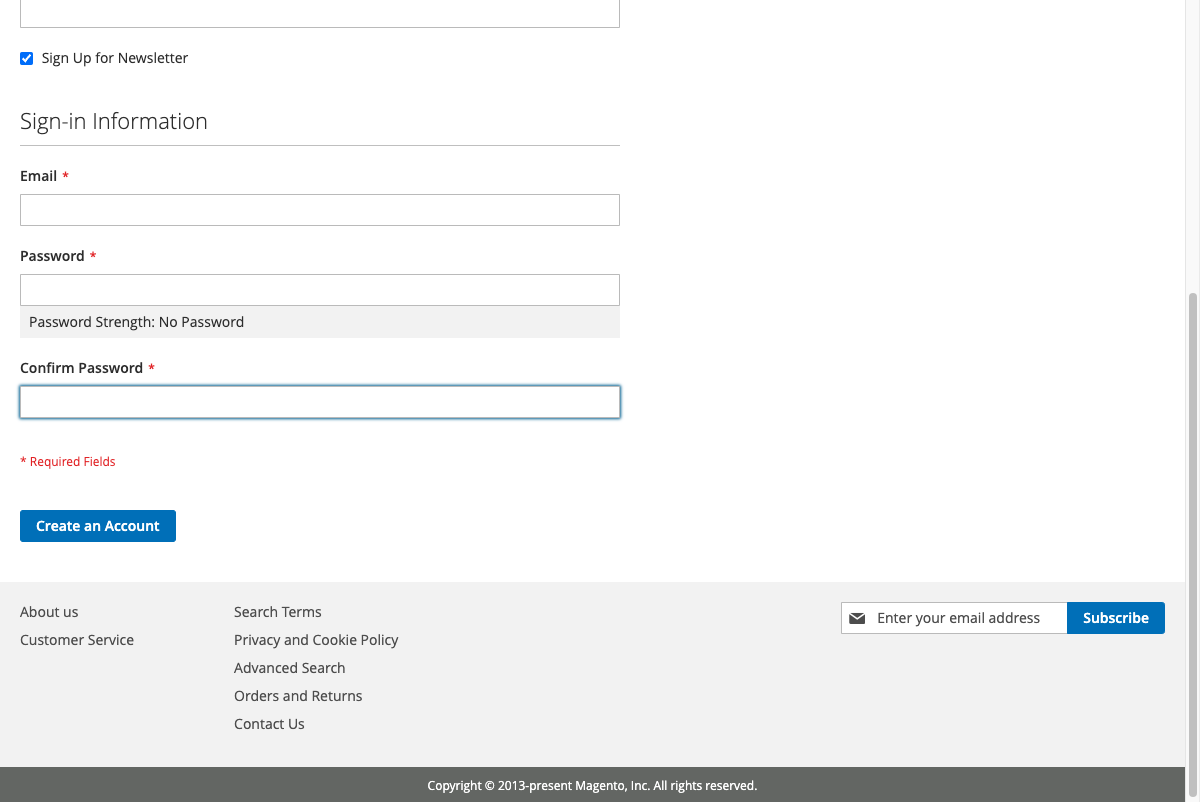 Sign Up for Newsletter
Sign-in Information
Email *
Password *
Password Strength: No Password
Confirm Password *
* Required Fields
Create an Account
About us
Customer Service
Search Terms
Privacy and Cookie Policy
Advanced Search
Orders and Returns
Contact Us
Enter your email address
Subscribe
Copyright © 2013-present Magento, Inc. All rights reserved.